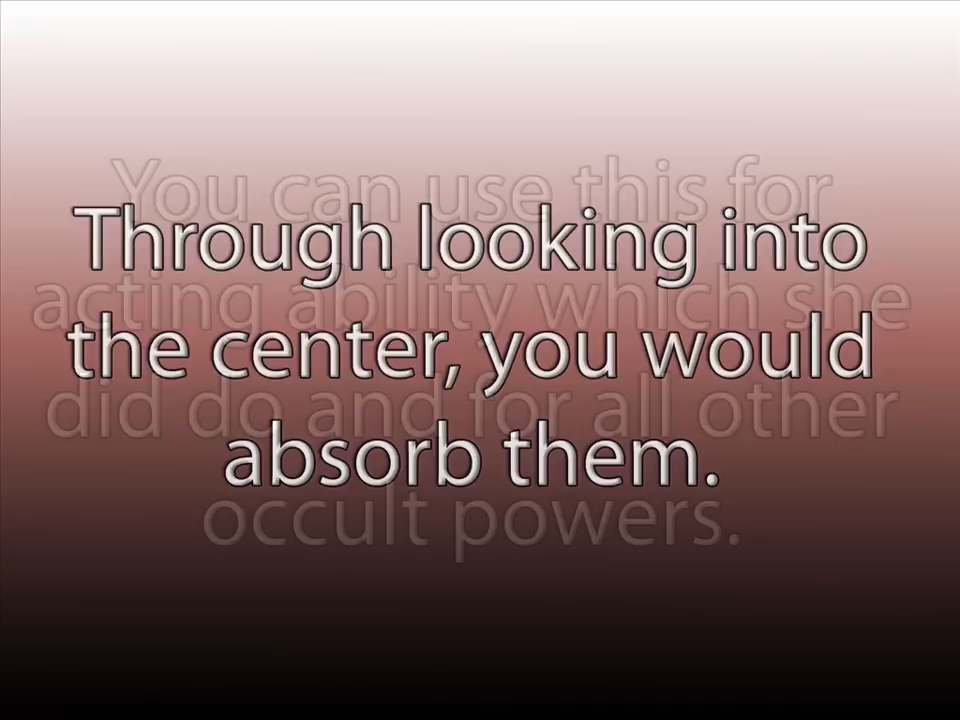 You can use this for
Through looking into
acting ability which she
the center, you would
did do and for all other
absorb them.
occult powers.